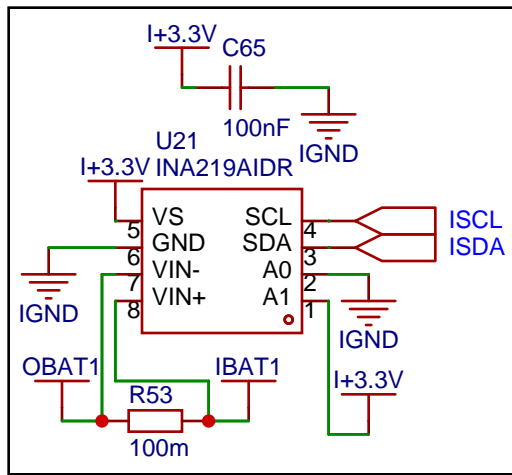 I+3.3V
C65
100nF
IGND
U21
INA219AIDR
I+3.3V
VS
SCL
5
4
ISCL
GND
SDA
6
3
ISDA
VIN-
A0
7
2
VIN+
A1
8
1
IGND
IGND
OBAT1
IBAT1
I+3.3V
R53
100m